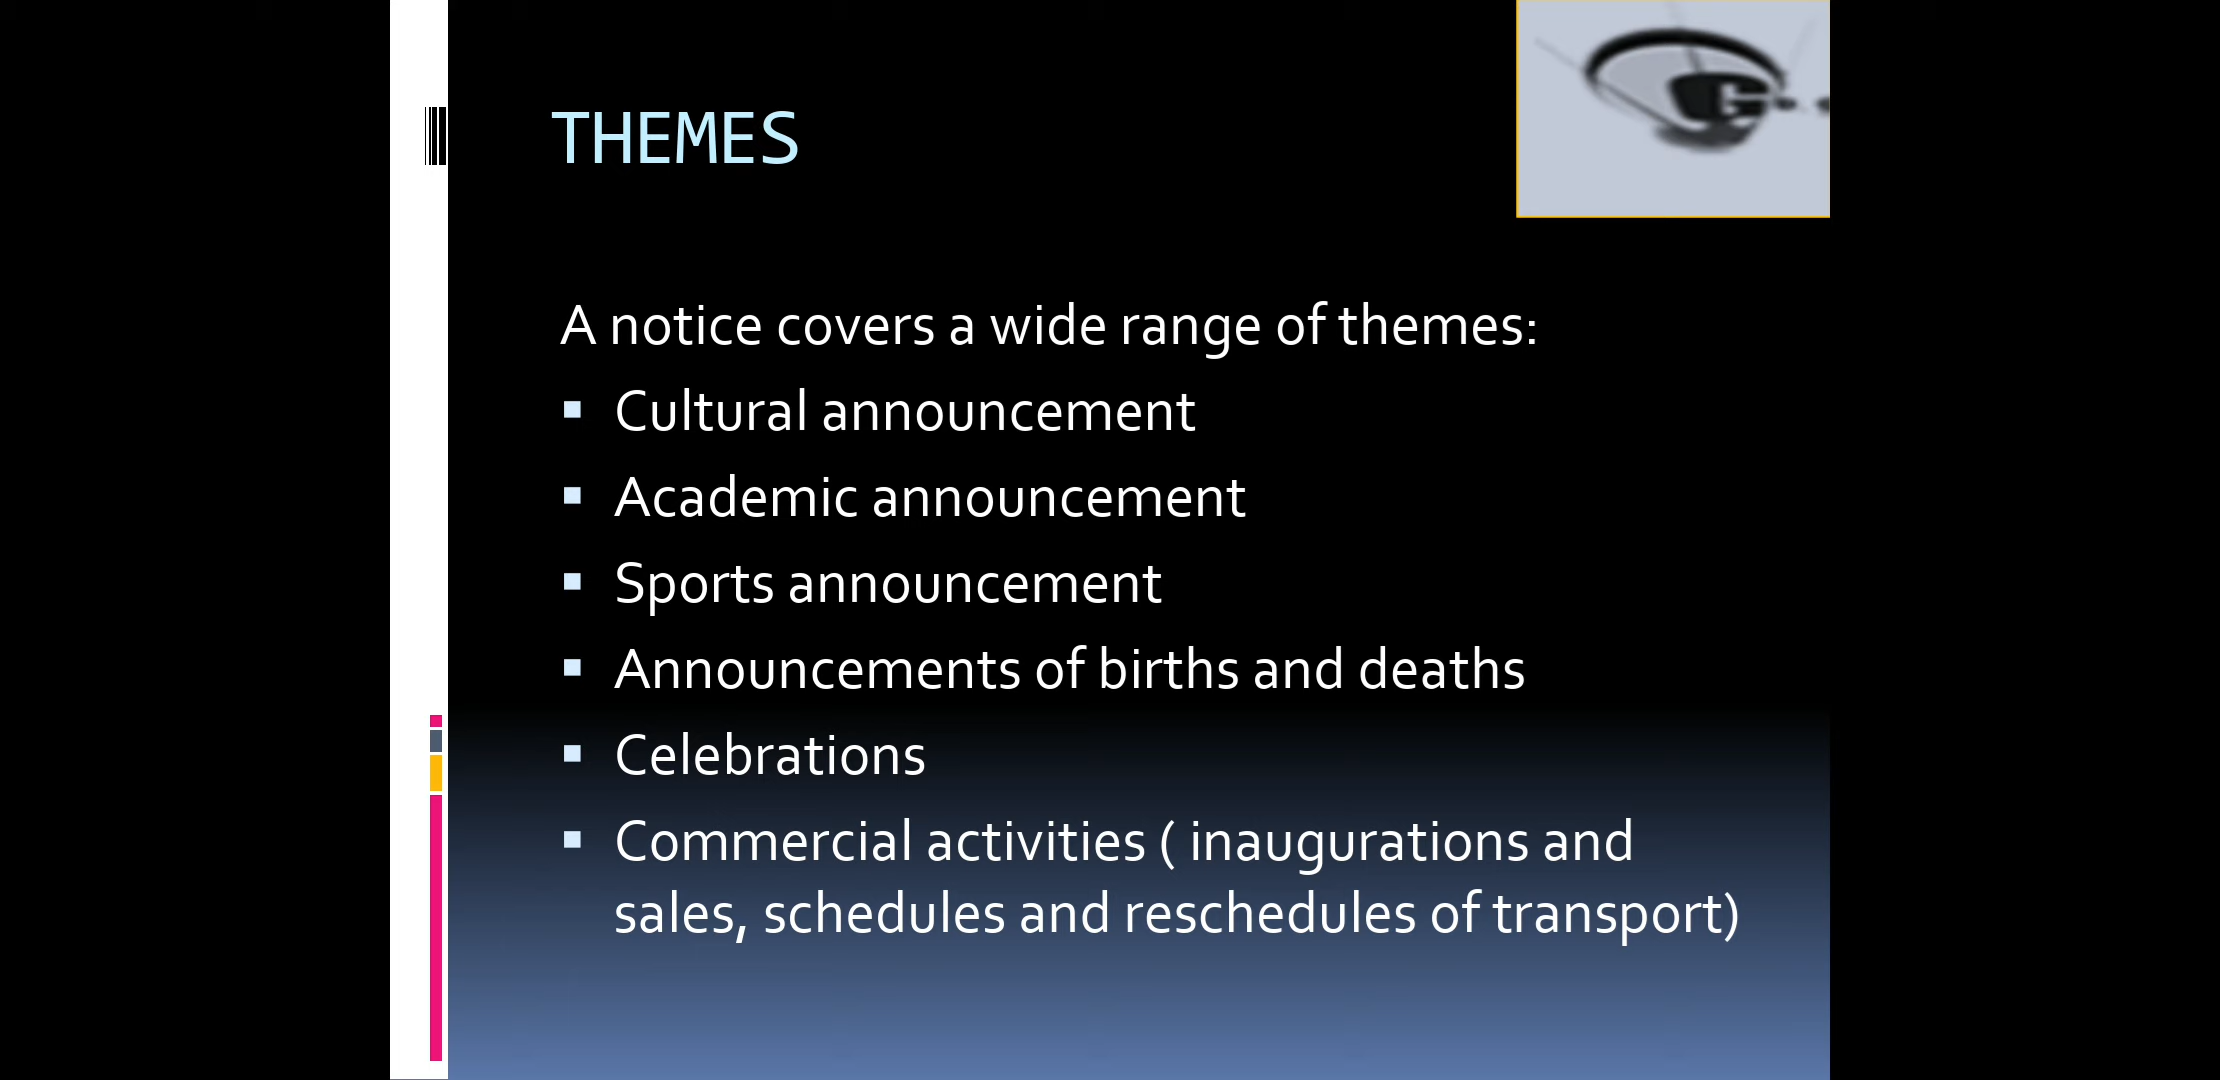 THEMES
A notice covers a wide range of themes:
Cultural announcement
Academic announcement
Sports announcement
Announcements of births and deaths
Celebrations
Commercial activities ( inaugurations and
sales, schedules and reschedules of transport)